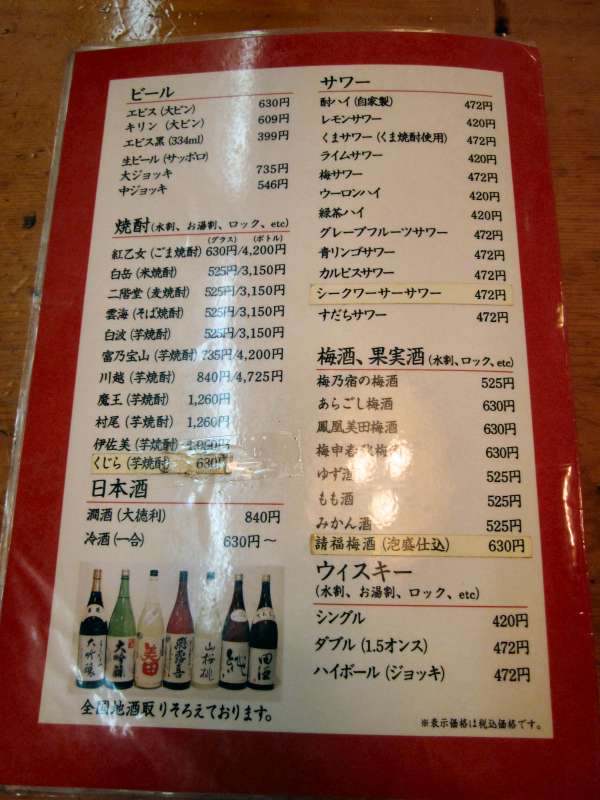 ビール
エビス(大ビン) 630円
キリン (大ビン) 609円
エビス黒(334ml) 399円
生ビール(サッポロ)
大ジョッキ 735円
中ジョッキ 546円
焼酎(水割、お湯割、ロック、etc)
(グラス) (ボトル)
紅乙女(ごま焼酎) 630円/4,200円
白岳(米焼酎) 525円/3,150円
二階堂(麦焼酎) 525円/3,150円
雲海(そば焼酎) 525円/3,150円
白波(芋焼酎) 525円/3,150円
富乃宝山(芋焼酎) 735円/4,200円
川越(芋焼酎) 840円/4,725円
魔王(芋焼酎) 1,260円
村尾(芋焼酎) 1,260円
伊佐美(芋焼酎)
くじら(芋焼酎) 630円
日本酒
燗酒(大徳利) 840円
冷酒(一合) 630円~
大吟醸
大吟醸
美田
飛露喜
山桜桃
田酒
全国地酒取りそろえております。
サワー
酎ハイ(自家製) 472円
レモンサワー 420円
くまサワー(くま焼酎使用) 472円
ライムサワー 420円
梅サワー 472円
ウーロンハイ 420円
緑茶ハイ 420円
グレープフルーツサワー 472円
青リンゴサワー 472円
カルピスサワー 472円
シークワーサーサワー 472円
すだちサワー 472円
梅酒、果実酒(水割、ロック、etc)
梅乃宿の梅酒 525円
あらごし梅酒 630円
鳳凰美田梅酒 630円
梅申 630円
ゆず酒 525円
もも酒 525円
みかん酒 525円
請福梅酒(泡盛仕込) 630円
ウィスキー
(水割、お湯割、ロック、etc)
シングル 420円
ダブル(1.5オンス) 472円
ハイボール(ジョッキ) 472円
※表示価格は税込価格です。